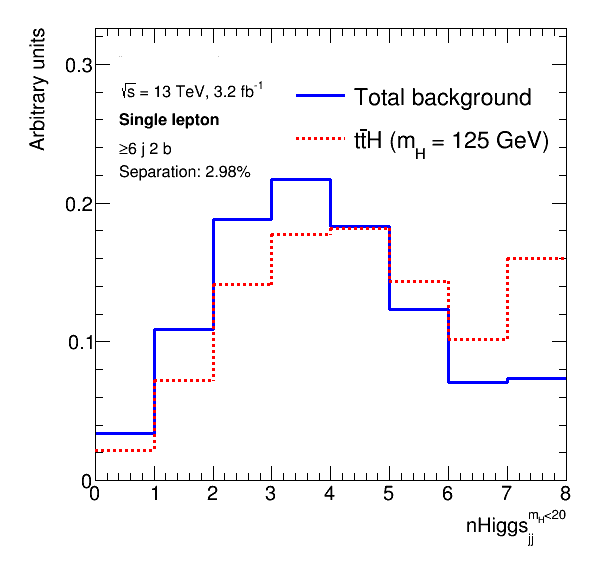 Arbitrary units
0.3
0.2
0.1
0
√s = 13 TeV, 3.2 fb⁻¹
Single lepton
≥6 j 2 b
Separation: 2.98%
Total background
tt̄H (m_H = 125 GeV)
0 1 2 3 4 5 6 7 8
nHiggs_jj^{m_H<20}